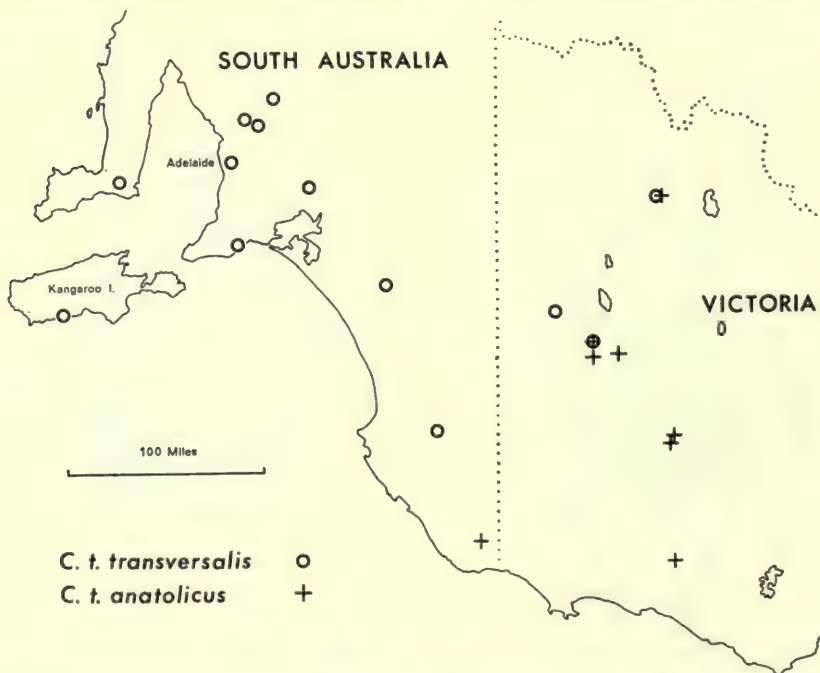 SOUTH AUSTRALIA
Adelaide
Kangaroo I.
VICTORIA
100 Miles
C. t. transversalis
C. t. anatolicus